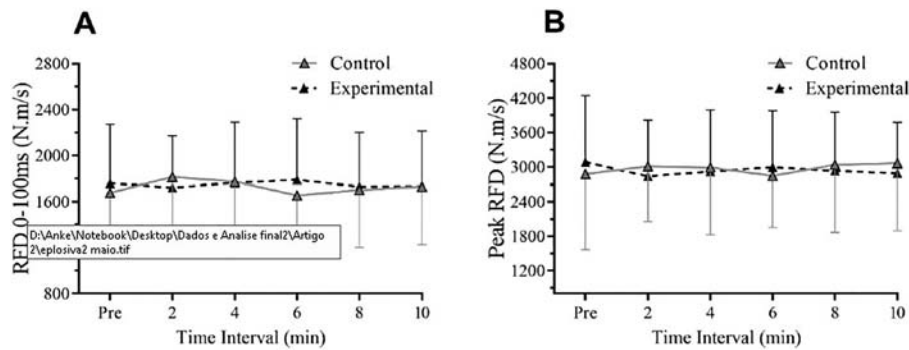 A
B
RFD 0-100ms (N.m/s)
2800
2400
2000
1600
800
Control
Experimental
D:\Anke\Notebook\Desktop\Dados e Analise final2\Artigo
2\eplosiva2 maio.tif
Pre 2 4 6 8 10
Time Interval (min)
Peak RFD (N.m/s)
4800
4200
3600
3000
2400
1800
1200
Control
Experimental
Pre 2 4 6 8 10
Time Interval (min)